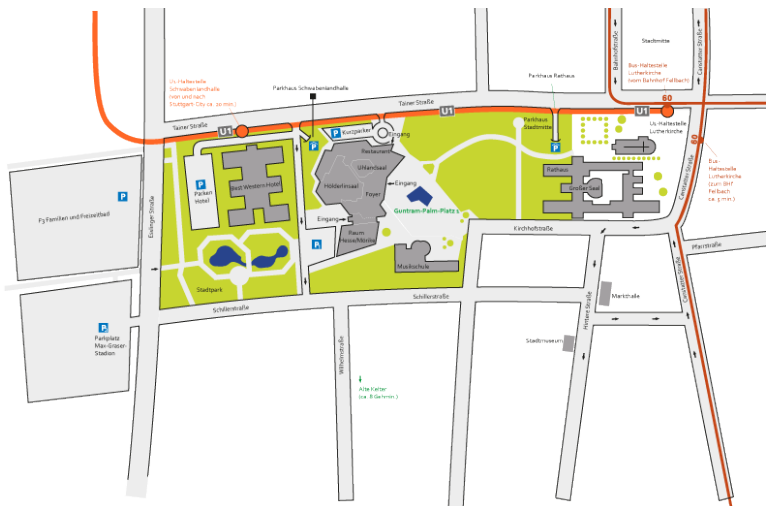 Bahnhofstraße
Stadtmitte
Cannstatter Straße
Bus-Haltestelle
Lutherkirche
(vom Bahnhof Fellbach)
60
U1-Haltestelle
Schwabenlandhalle
(von und nach
Stuttgart-City ca. 20 min.)
Parkhaus Schwabenlandhalle
Parkhaus Rathaus
Tainer Straße
Tainer Straße
U1
U1
U1
P
Kurzparker
Eingang
Restaurant
Parkhaus
Stadtmitte
U1-Haltestelle
Lutherkirche
60
Bus-
Haltestelle
Lutherkirche
(zum Bhf
Fellbach
ca. 5 min.)
P
P
Uhlandsaal
Hölderlinsaal
Foyer
Eingang
Rathaus
Großer Saal
P
Parken
Hotel
Best Western Hotel
P
F3 Familien und Freizeitbad
Esslinger Straße
Guntram-Palm-Platz 1
Eingang
Raum
Hesse/Mörike
P
Kirchhofstraße
Cannstatter Straße
Pfarrstraße
Musikschule
Stadtpark
Schillerstraße
Schillerstraße
Hintere Straße
Markthalle
Cannstatter Straße
P
Parkplatz
Max-Graser-
Stadion
Wilhelmstraße
Stadtmuseum
Alte Kelter
(ca. 8 Gehmin.)